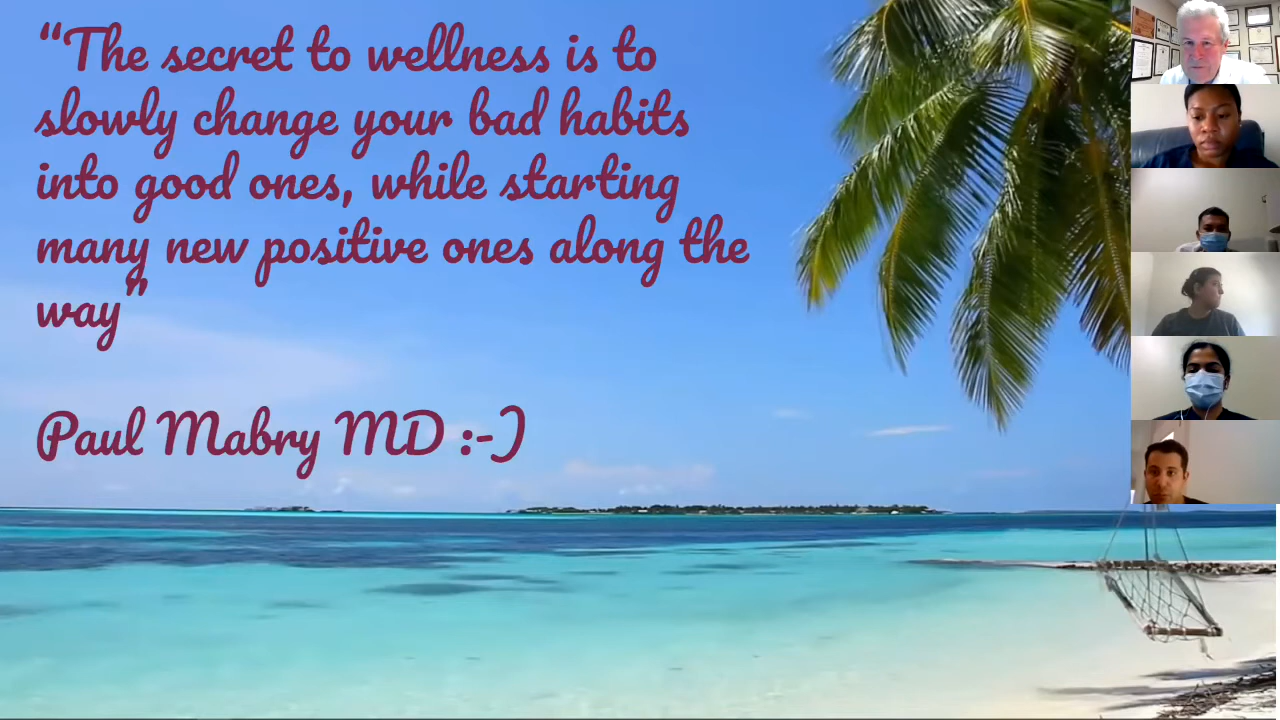 “The secret to wellness is to
slowly change your bad habits
into good ones, while starting
many new positive ones along the
way”
Paul Mabry MD :-)